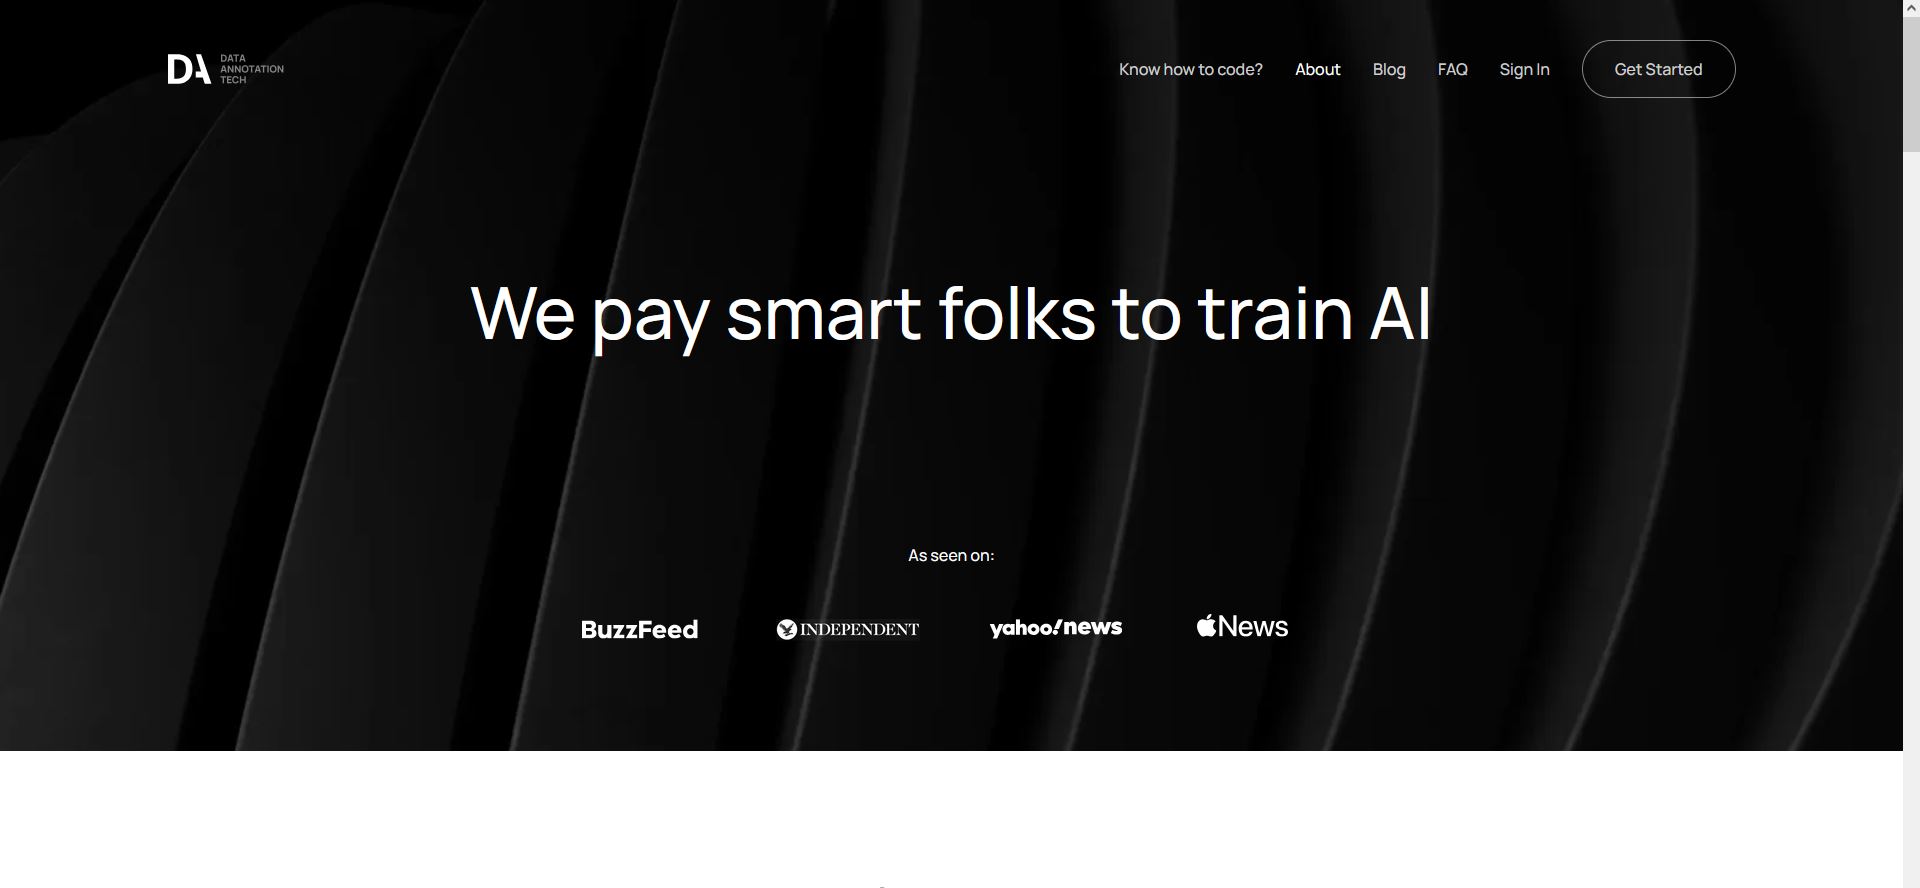 DA DATA
ANNOTATION
TECH
Know how to code? About Blog FAQ Sign In Get Started
We pay smart folks to train AI
As seen on:
BuzzFeed INDEPENDENT yahoo!news News